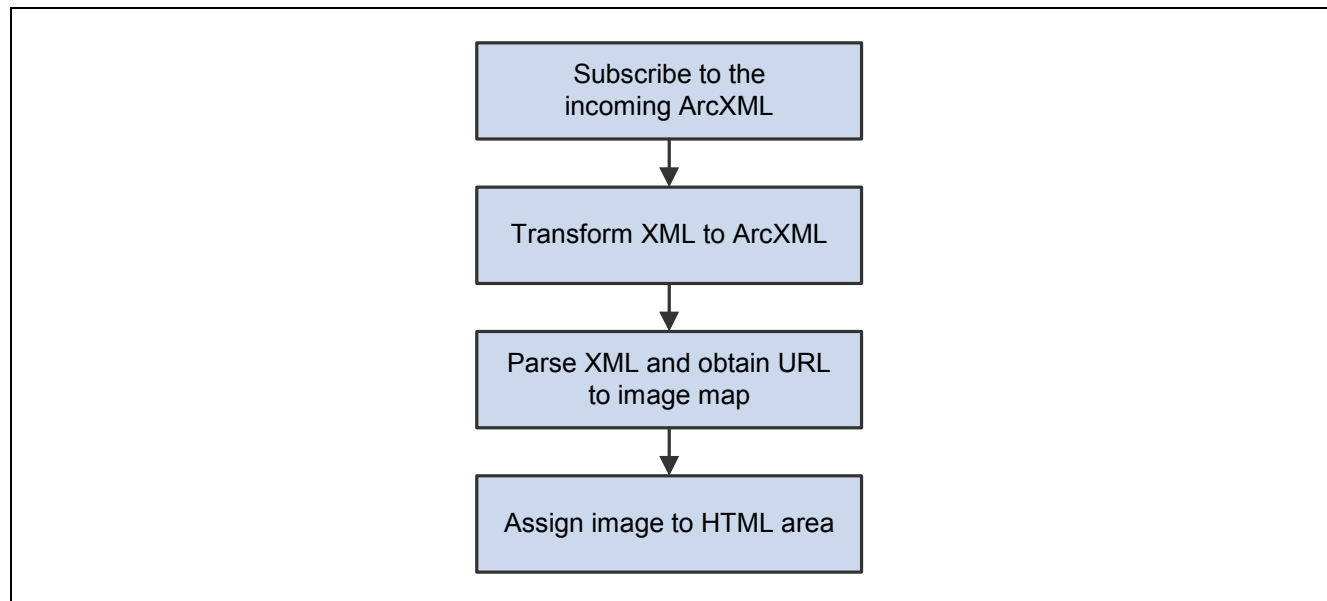 Subscribe to the
incoming ArcXML
Transform XML to ArcXML
Parse XML and obtain URL
to image map
Assign image to HTML area